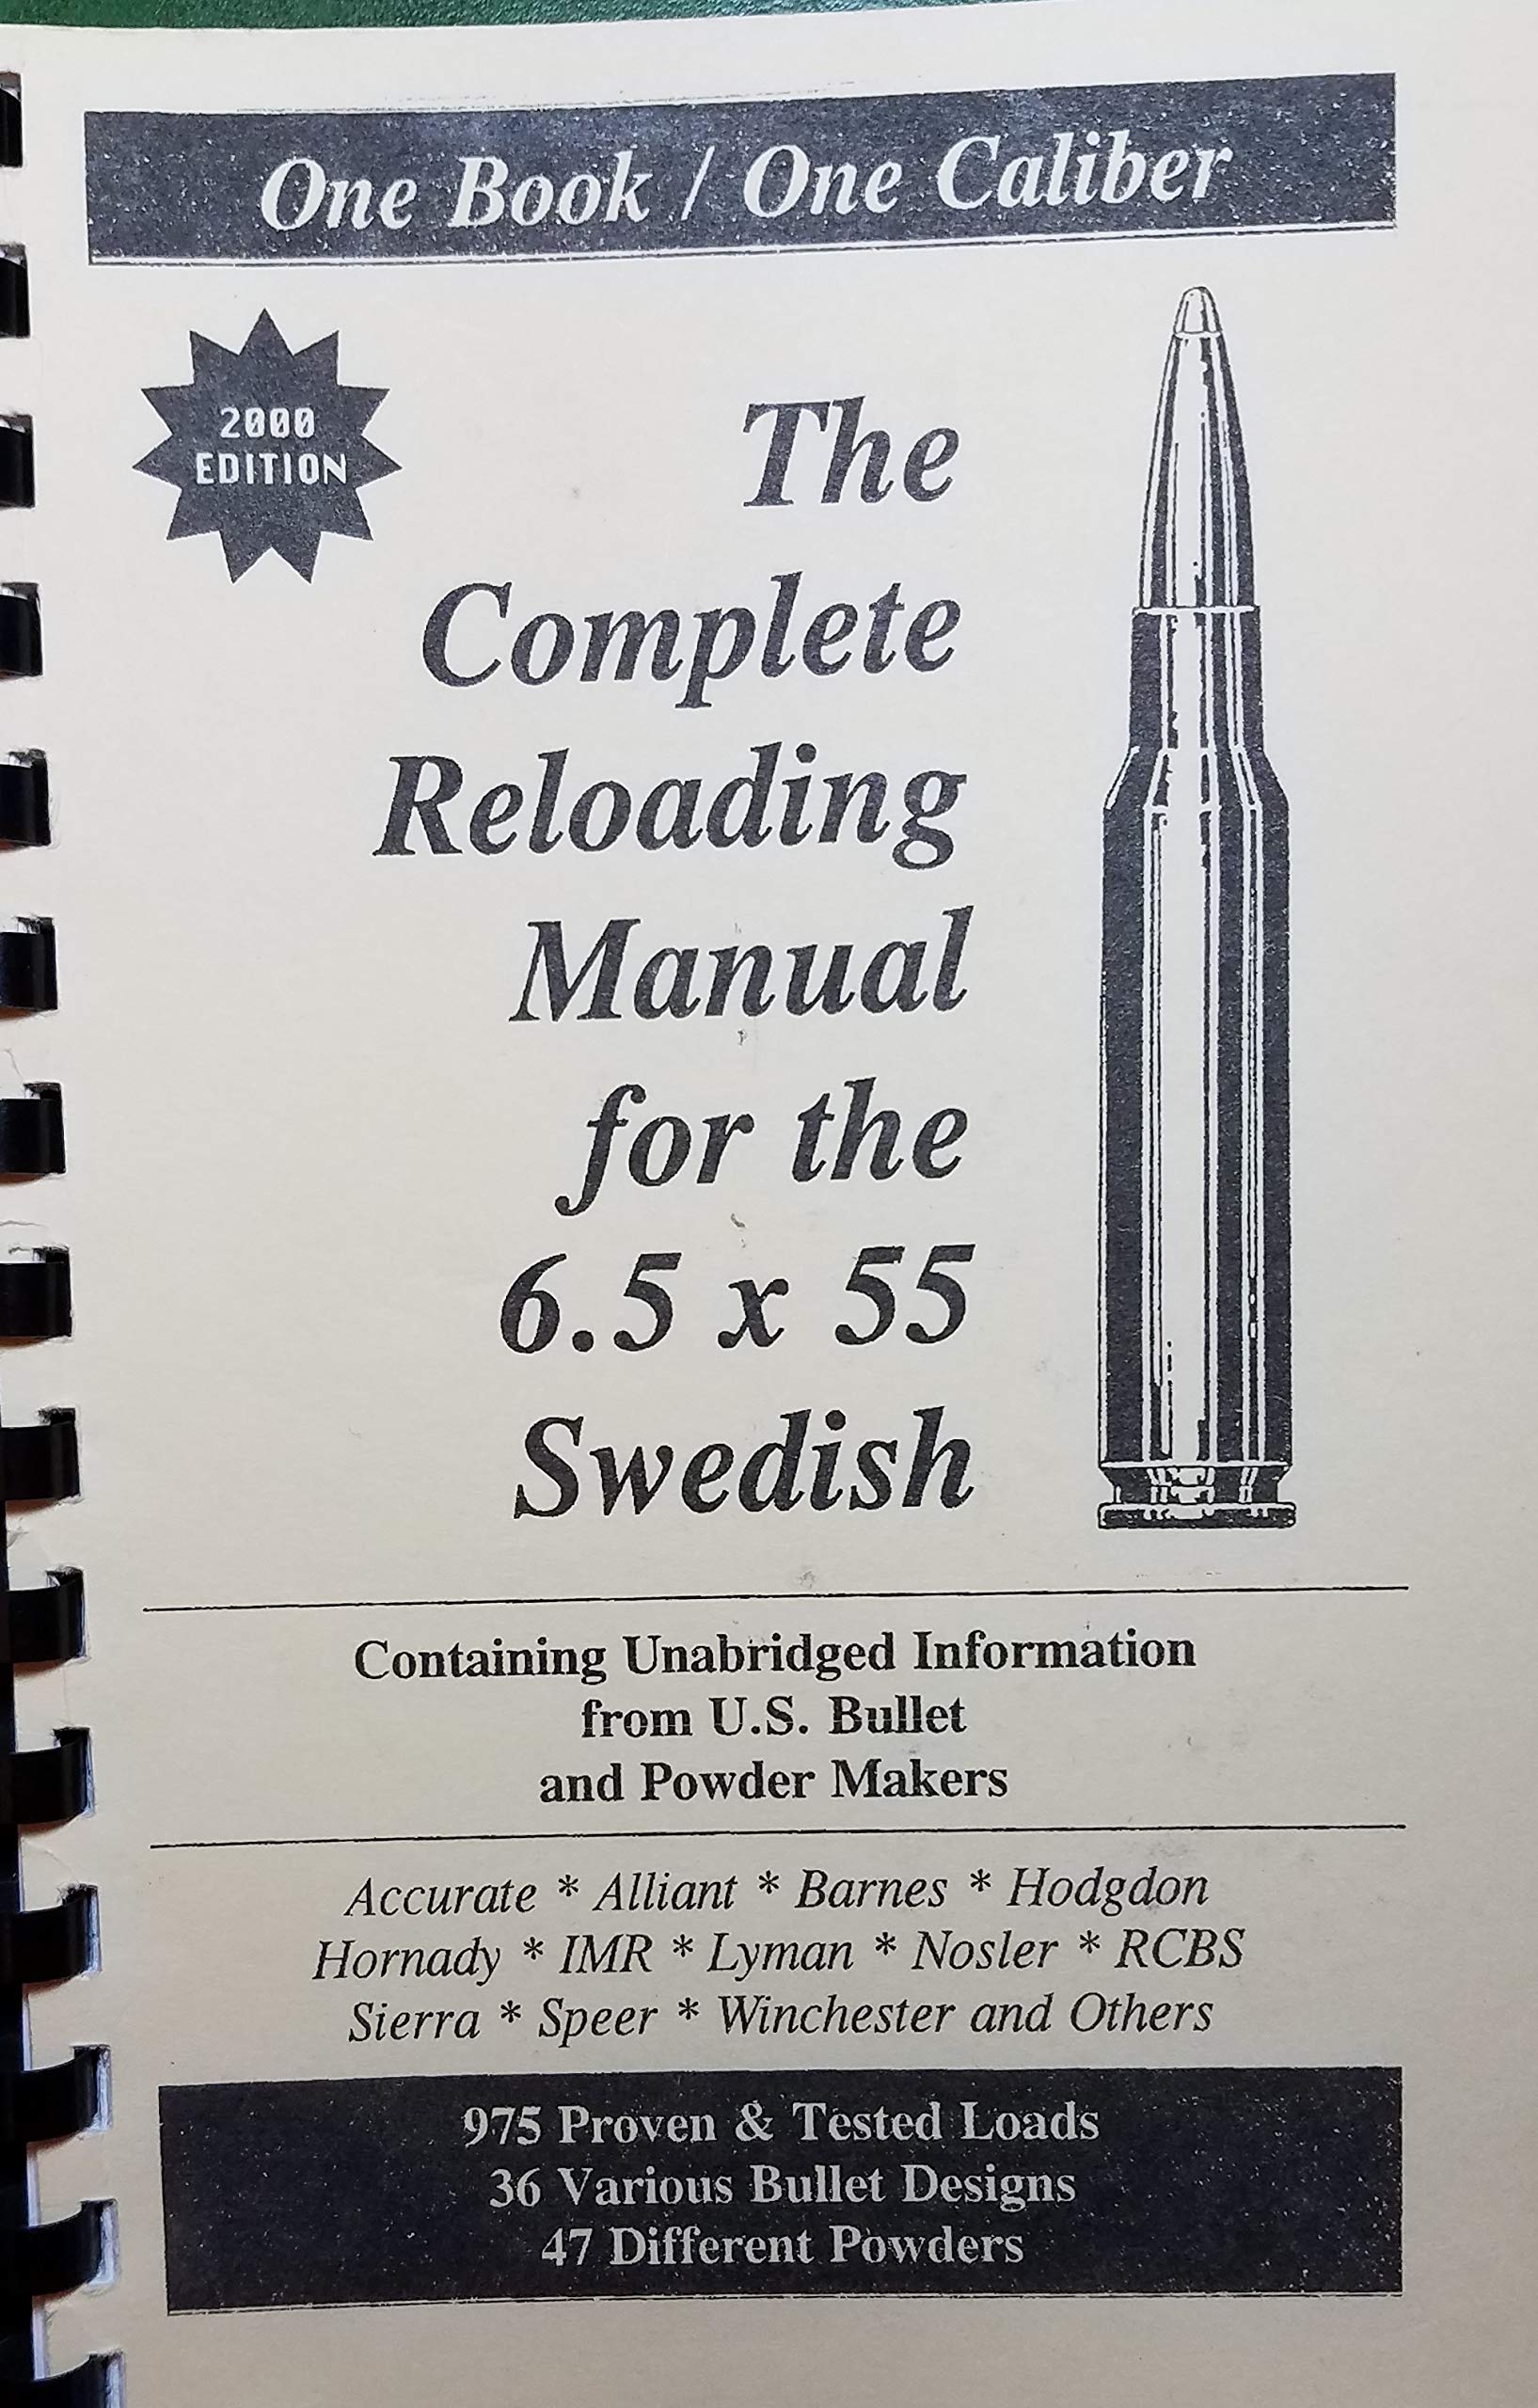 One Book / One Caliber
2000
EDITION
The
Complete
Reloading
Manual
for the
6.5 x 55
Swedish
Containing Unabridged Information
from U.S. Bullet
and Powder Makers
Accurate * Alliant * Barnes * Hodgdon
Hornady * IMR * Lyman * Nosler * RCBS
Sierra * Speer * Winchester and Others
975 Proven & Tested Loads
36 Various Bullet Designs
47 Different Powders